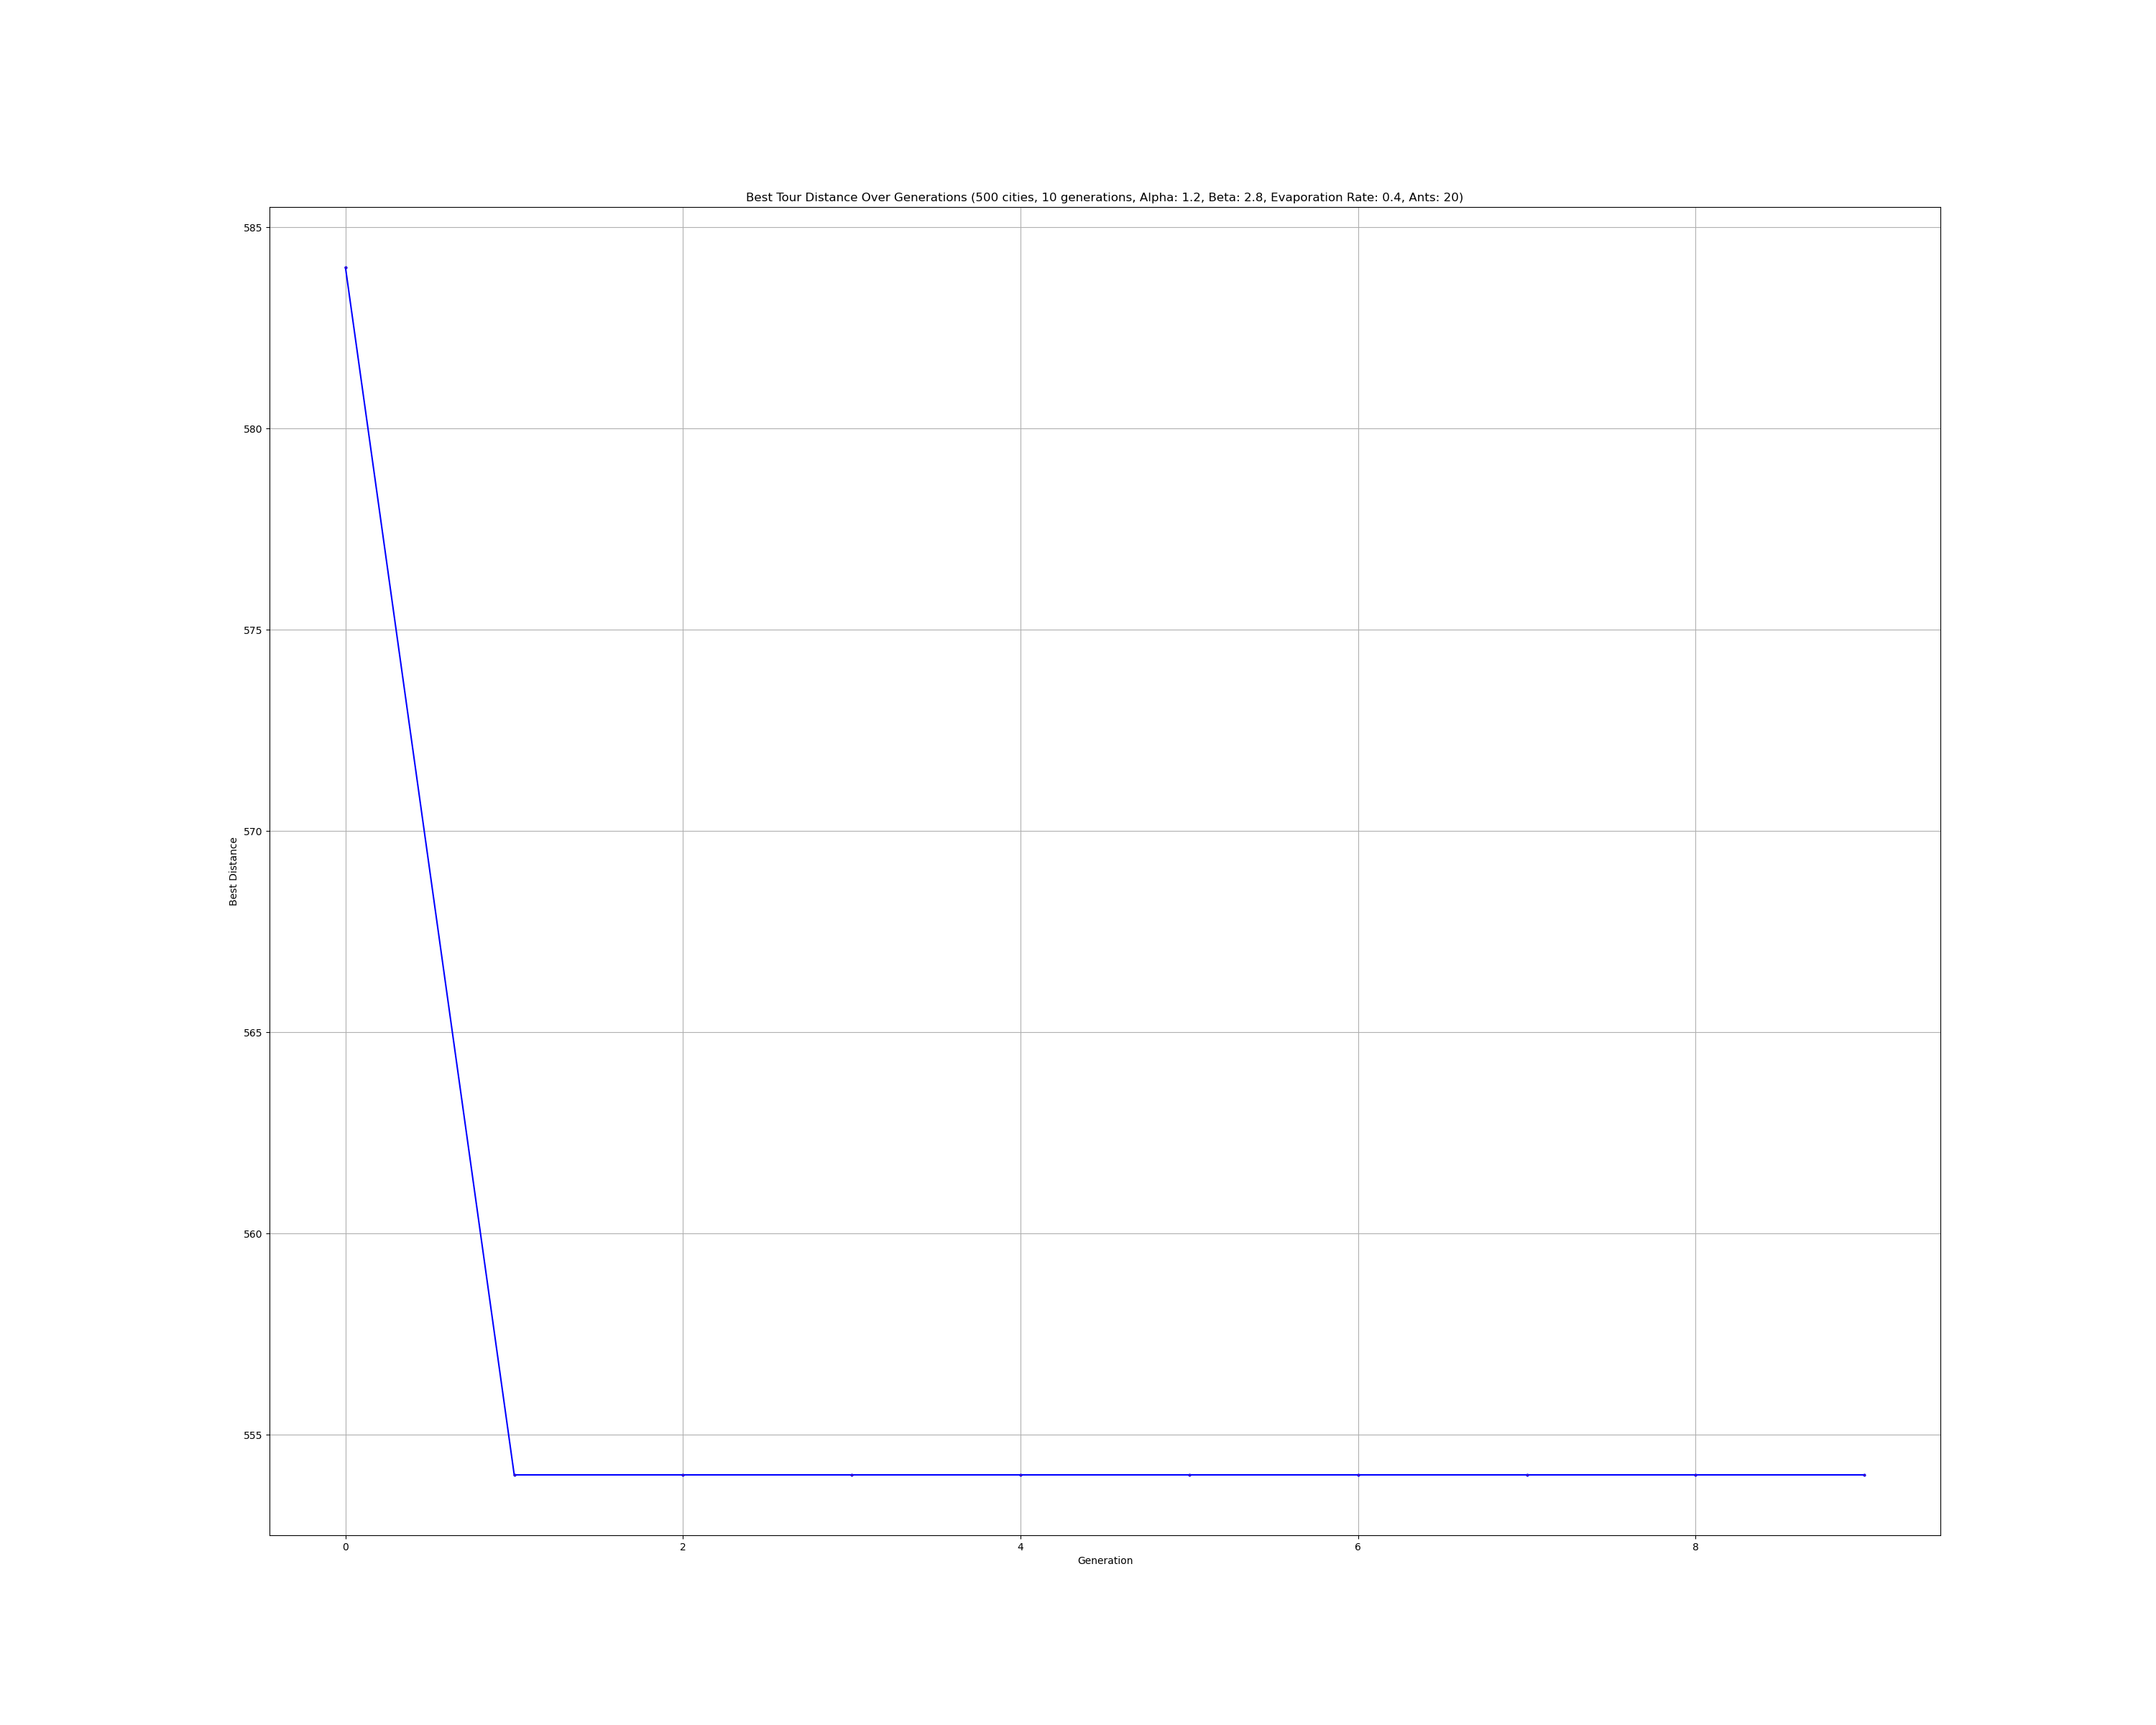 Best Tour Distance Over Generations (500 cities, 10 generations, Alpha: 1.2, Beta: 2.8, Evaporation Rate: 0.4, Ants: 20)
585
580
575
570
565
560
555
Best Distance
0 2 4 6 8
Generation